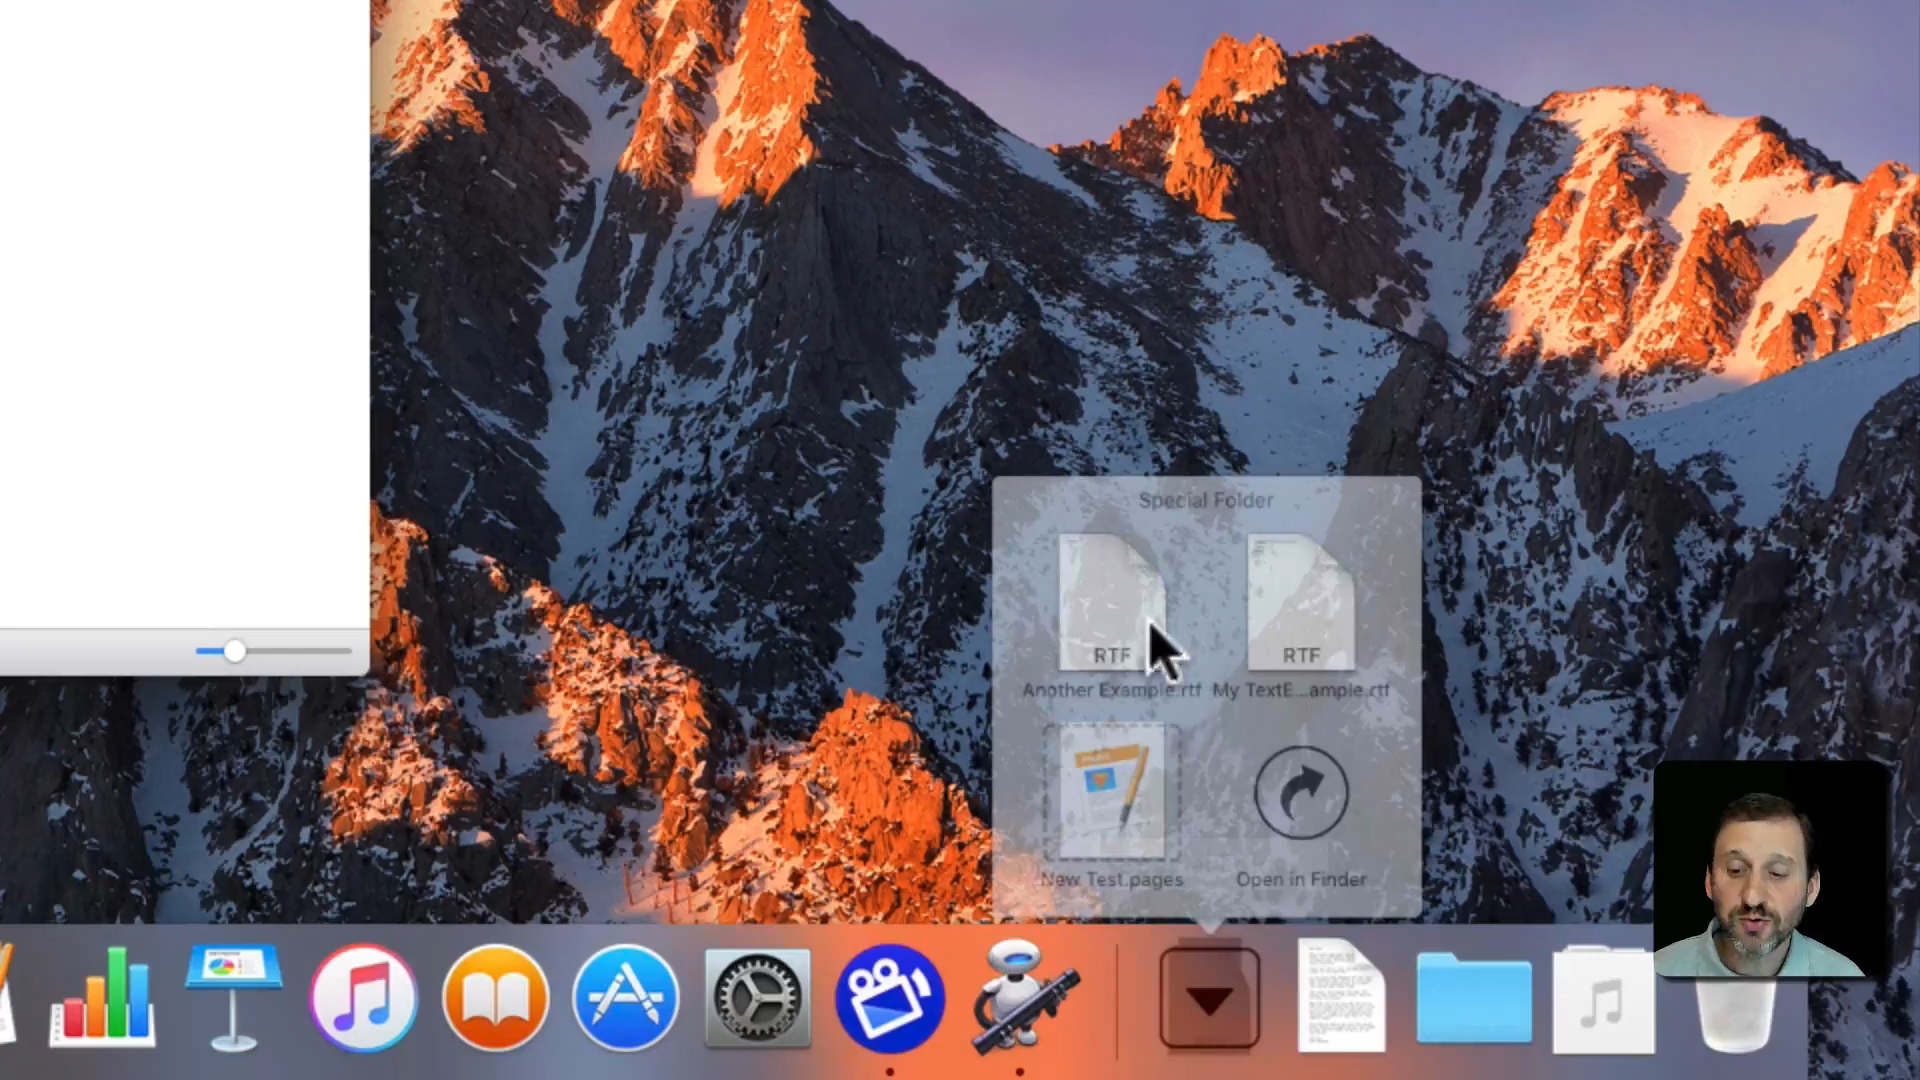 Special Folder
RTF RTF
Another Example.rtf My TextE...ample.rtf
New Test.pages Open in Finder